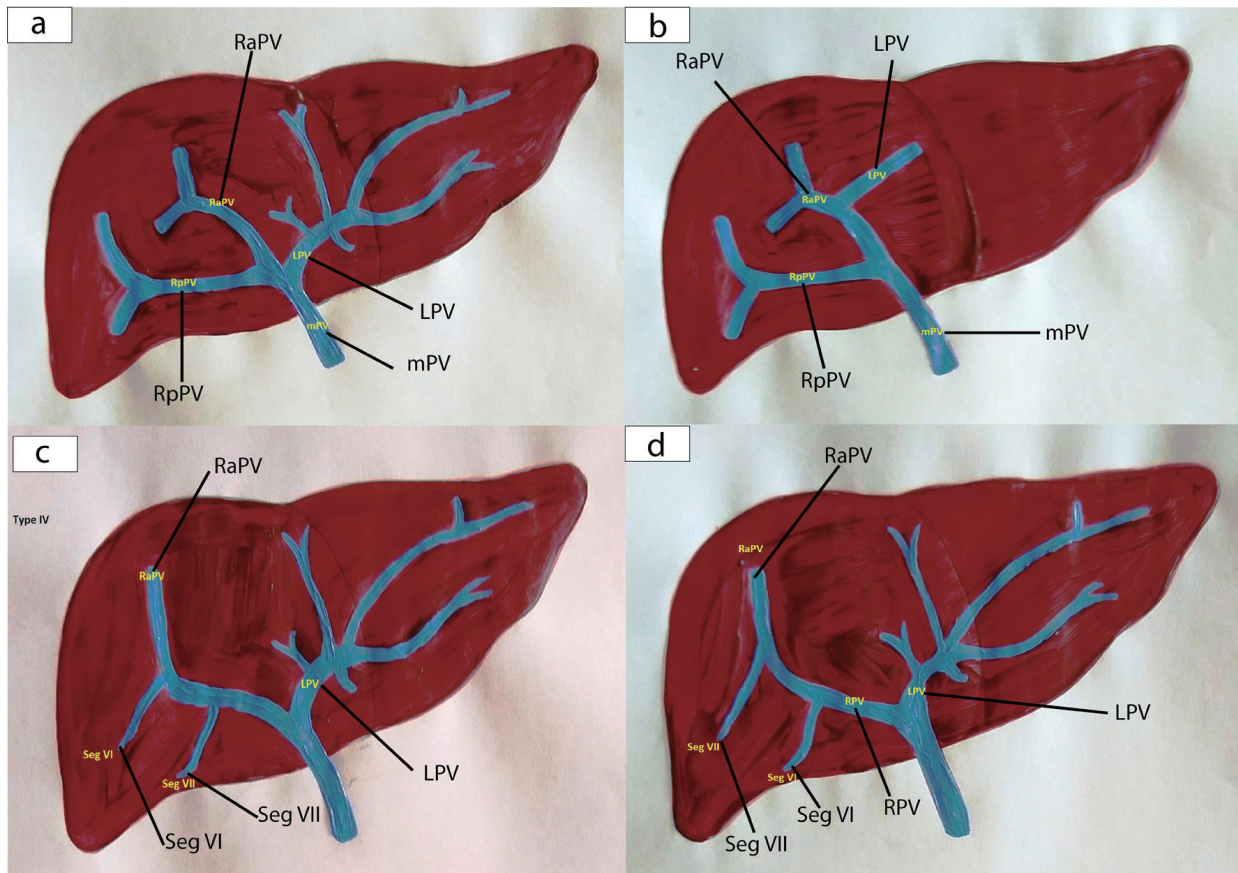 a
RaPV
RaPV
LPV
RpPV
mPV
LPV
mPV
RpPV
b
LPV
RaPV
LPV
RaPV
RpPV
mPV
mPV
RpPV
c
RaPV
Type IV
RaPV
LPV
Seg VI
Seg VII
LPV
Seg VII
Seg VI
d
RaPV
RaPV
LPV
RPV
LPV
Seg VII
Seg VI
RPV
Seg VI
Seg VII